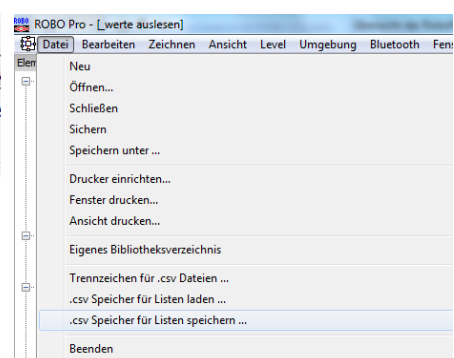 ROBO Pro - [_werte auslesen]
Datei Bearbeiten Zeichnen Ansicht Level Umgebung Bluetooth Fens
Elem
Neu
Öffnen...
Schließen
Sichern
Speichern unter ...
Drucker einrichten...
Fenster drucken...
Ansicht drucken...
Eigenes Bibliotheksverzeichnis
Trennzeichen für .csv Dateien ...
.csv Speicher für Listen laden ...
.csv Speicher für Listen speichern ...
Beenden